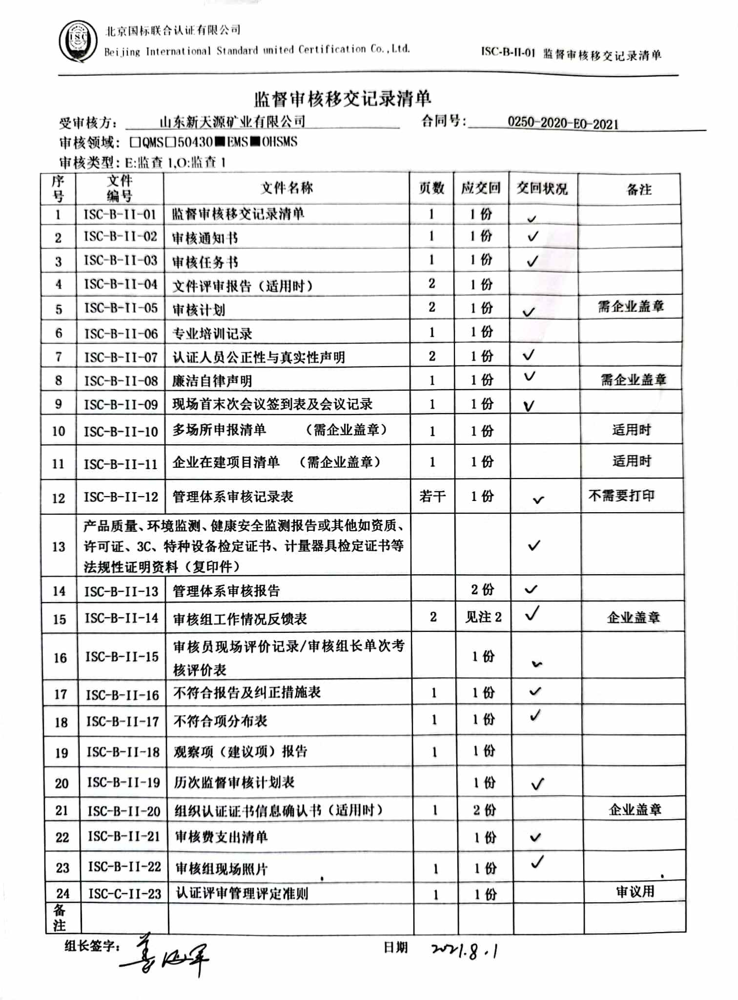 ISC
北京国标联合认证有限公司
Beijing International Standard united Certification Co.,Ltd.
ISC-B-II-01 监督审核移交记录清单
监督审核移交记录清单
受审核方: 山东新天源矿业有限公司 合同号: 0250-2020-EO-2021
审核领域: □QMS□50430■EMS■OHSMS
审核类型: E:监查 1,O:监查 1
序号 文件编号 文件名称 页数 应交回 交回状况 备注
1 ISC-B-II-01 监督审核移交记录清单 1 1 份 ✓
2 ISC-B-II-02 审核通知书 1 1 份 ✓
3 ISC-B-II-03 审核任务书 1 1 份 ✓
4 ISC-B-II-04 文件评审报告（适用时） 2 1 份
5 ISC-B-II-05 审核计划 2 1 份 ✓ 需企业盖章
6 ISC-B-II-06 专业培训记录 1 1 份
7 ISC-B-II-07 认证人员公正性与真实性声明 2 1 份 ✓
8 ISC-B-II-08 廉洁自律声明 1 1 份 ✓ 需企业盖章
9 ISC-B-II-09 现场首末次会议签到表及会议记录 1 1 份 ✓
10 ISC-B-II-10 多场所申报清单 （需企业盖章） 1 1 份 适用时
11 ISC-B-II-11 企业在建项目清单 （需企业盖章） 1 1 份 适用时
12 ISC-B-II-12 管理体系审核记录表 若干 1 份 ✓ 不需要打印
13 产品质量、环境监测、健康安全监测报告或其他如资质、
许可证、3C、特种设备检定证书、计量器具检定证书等
法规性证明资料（复印件） ✓
14 ISC-B-II-13 管理体系审核报告 2 份 ✓
15 ISC-B-II-14 审核组工作情况反馈表 2 见注 2 ✓ 企业盖章
16 ISC-B-II-15 审核员现场评价记录/审核组长单次考
核评价表 1 份 ✓
17 ISC-B-II-16 不符合报告及纠正措施表 1 1 份 ✓
18 ISC-B-II-17 不符合项分布表 1 1 份 ✓
19 ISC-B-II-18 观察项（建议项）报告 1 1 份
20 ISC-B-II-19 历次监督审核计划表 1 份 ✓
21 ISC-B-II-20 组织认证证书信息确认书（适用时） 1 2 份 企业盖章
22 ISC-B-II-21 审核费支出清单 1 份 ✓
23 ISC-B-II-22 审核组现场照片 1 1 份 ✓
24 ISC-C-II-23 认证评审管理评定准则 1 1 份 审议用
备注
组长签字: 姜海军 日期 2021.8.1